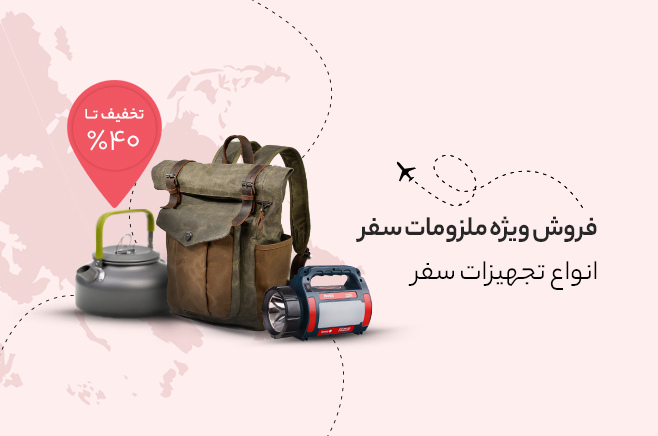 تخفیف تا
%۴۰
فروش ویژه ملزومات سفر
انواع تجهیزات سفر